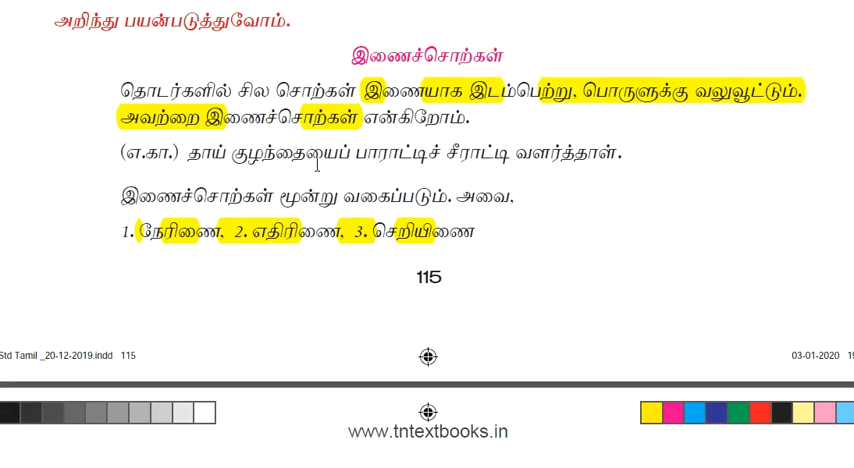 அறிந்து பயன்படுத்துவோம்.
இணைச்சொற்கள்
தொடர்களில் சில சொற்கள் இணையாக இடம்பெற்று, பொருளுக்கு வலுவூட்டும்.
அவற்றை இணைச்சொற்கள் என்கிறோம்.
(எ.கா.) தாய் குழந்தையைப் பாராட்டிச் சீராட்டி வளர்த்தாள்.
இணைச்சொற்கள் மூன்று வகைப்படும். அவை,
1. நேரிணை, 2. எதிரிணை, 3. செறியிணை
115
Std Tamil _20-12-2019.indd 115
03-01-2020 19
www.tntextbooks.in